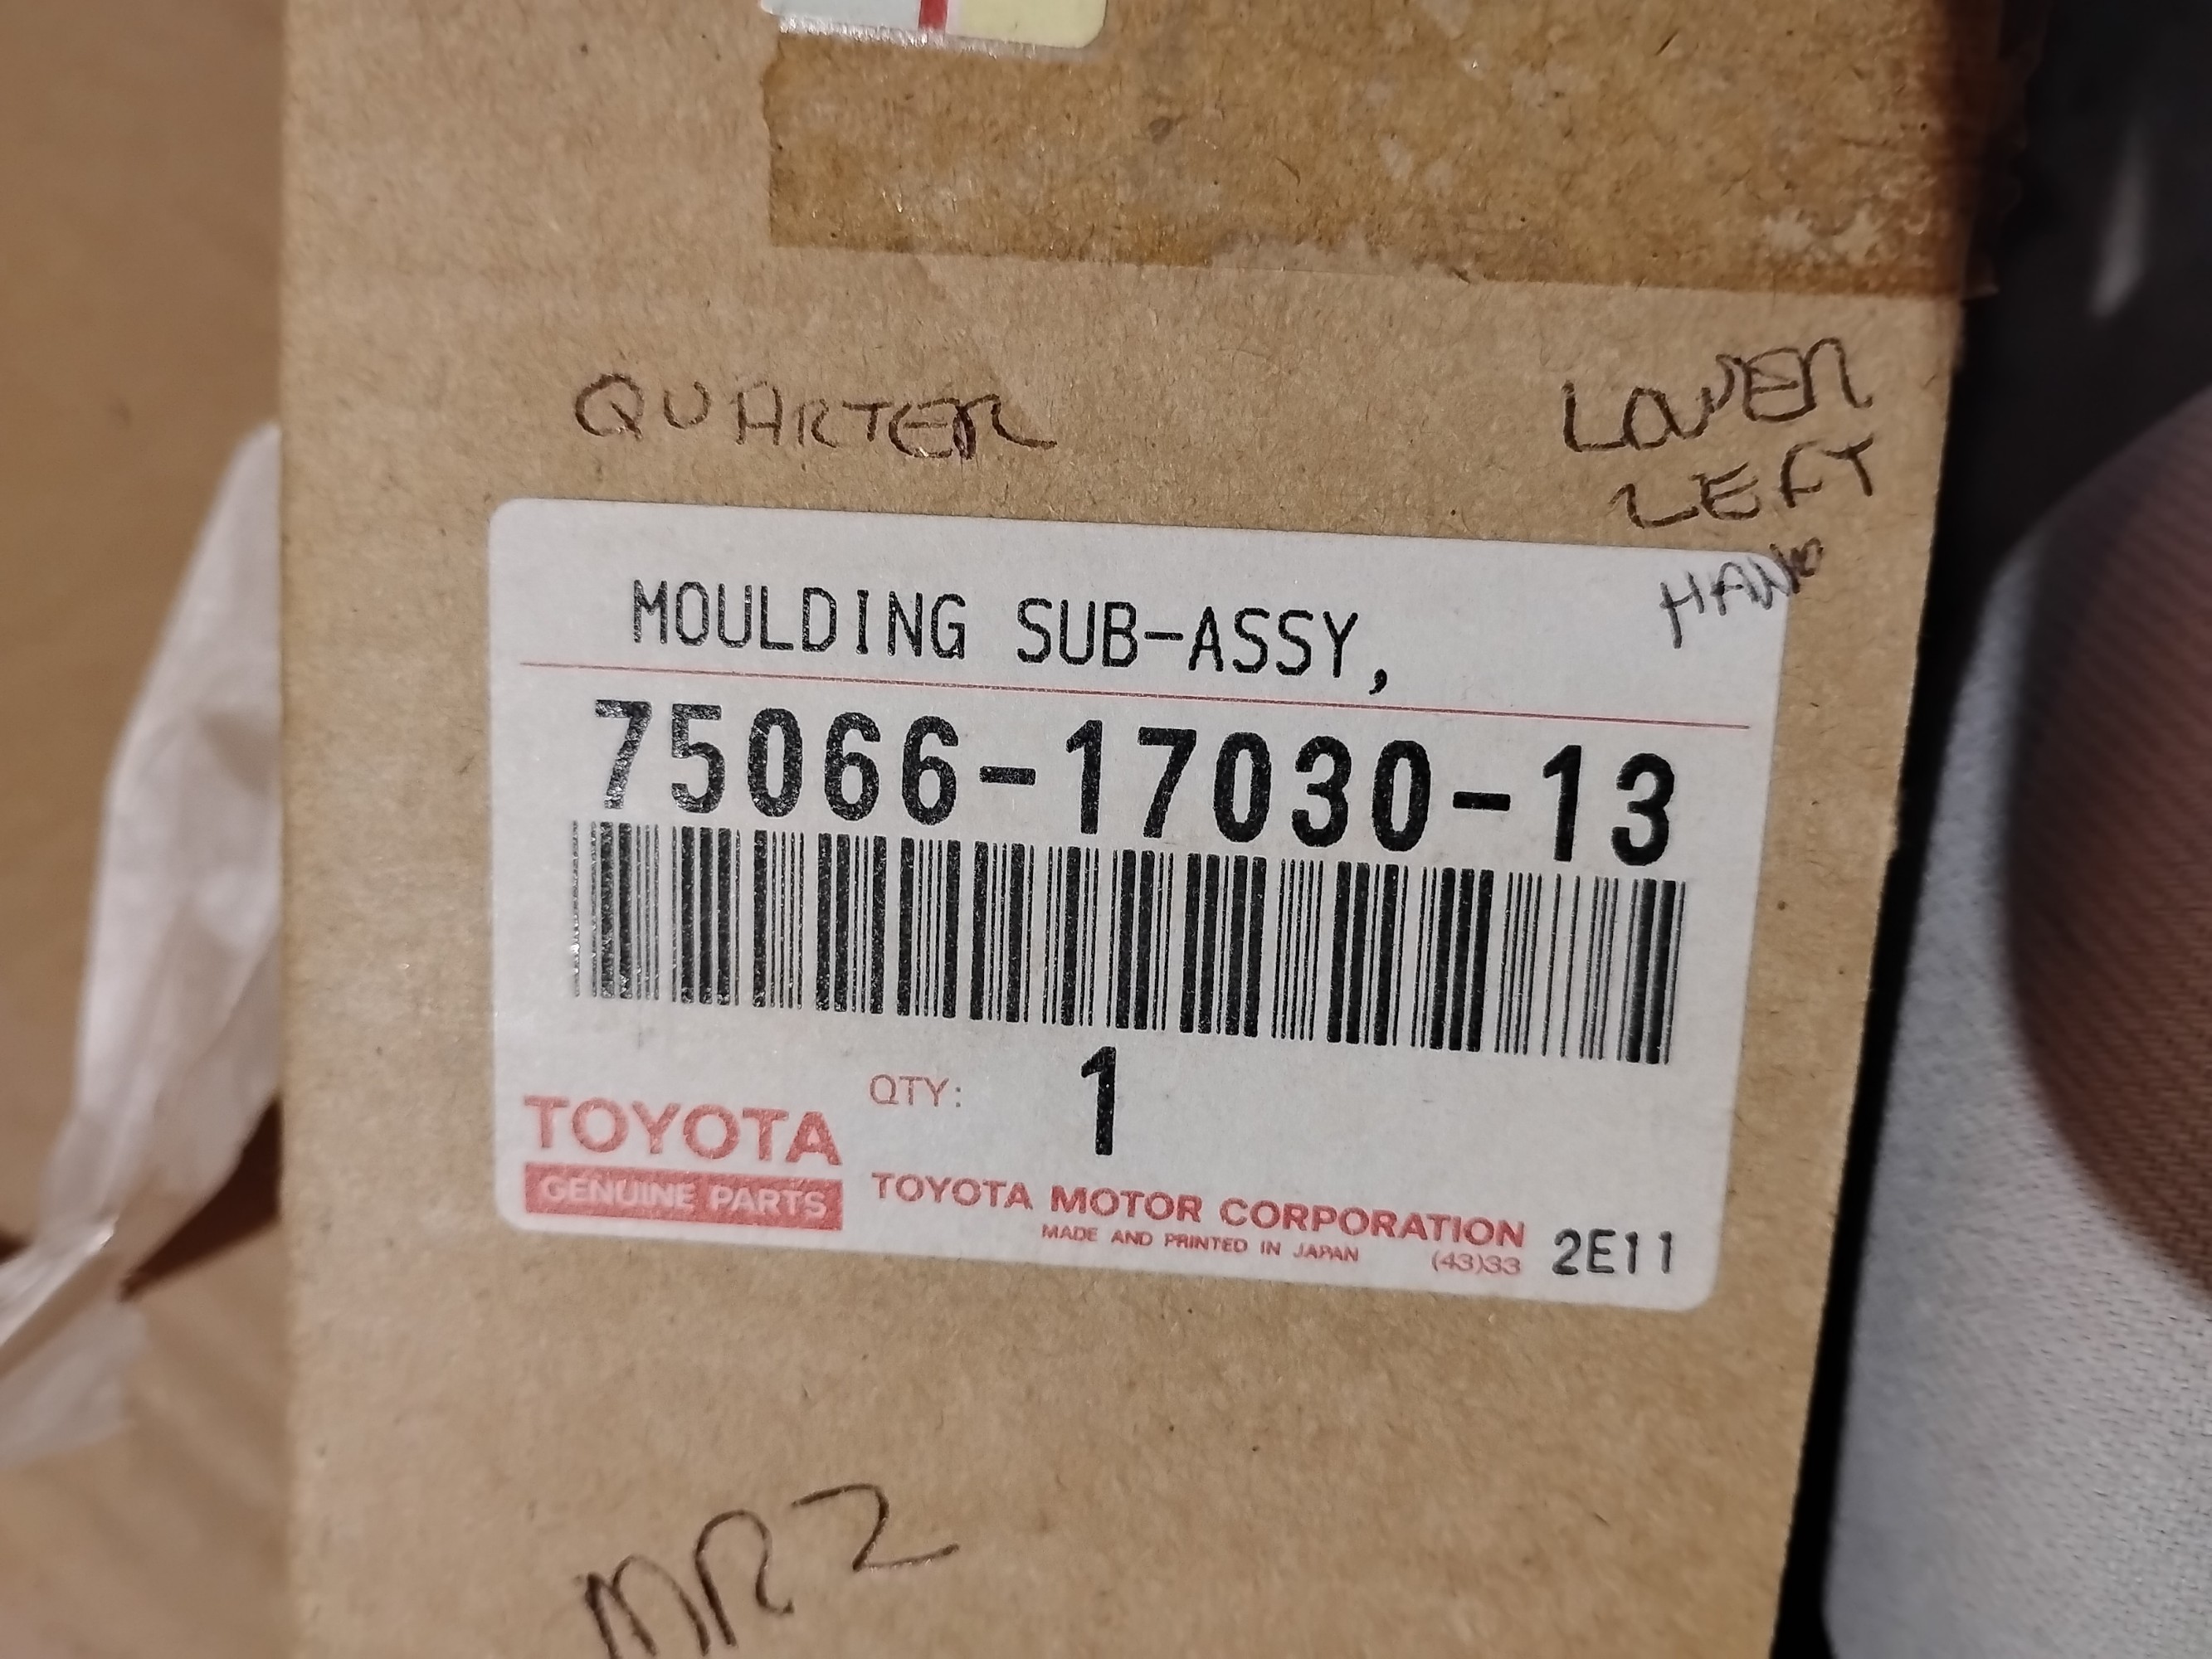 QUARTER
LOWER
LEFT
HAND
MOULDING SUB-ASSY,
75066-17030-13
QTY: 1
TOYOTA
GENUINE PARTS
TOYOTA MOTOR CORPORATION
MADE AND PRINTED IN JAPAN (43)33 2E11
MR2